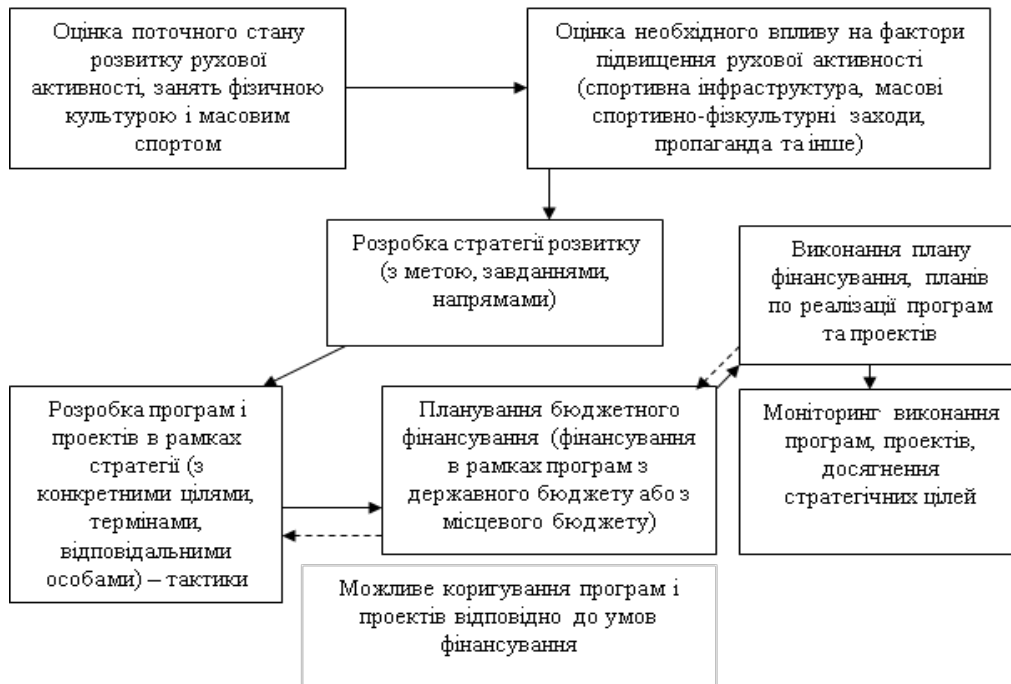 Оцінка поточного стану
розвитку рухової
активності, занять фізичною
культурою і масовим
спортом
Оцінка необхідного впливу на фактори
підвищення рухової активності
(спортивна інфраструктура, масові
спортивно-фізкультурні заходи,
пропаганда та інше)
Розробка стратегії розвитку
(з метою, завданнями,
напрямами)
Виконання плану
фінансування, планів
по реалізації програм
та проектів
Розробка програм і
проектів в рамках
стратегії (з
конкретними цілями,
термінами,
відповідальними
особами) – тактики
Планування бюджетного
фінансування (фінансування
в рамках програм з
державного бюджету або з
місцевого бюджету)
Моніторинг виконання
програм, проектів,
досягнення
стратегічних цілей
Можливе коригування програм і
проектів відповідно до умов
фінансування